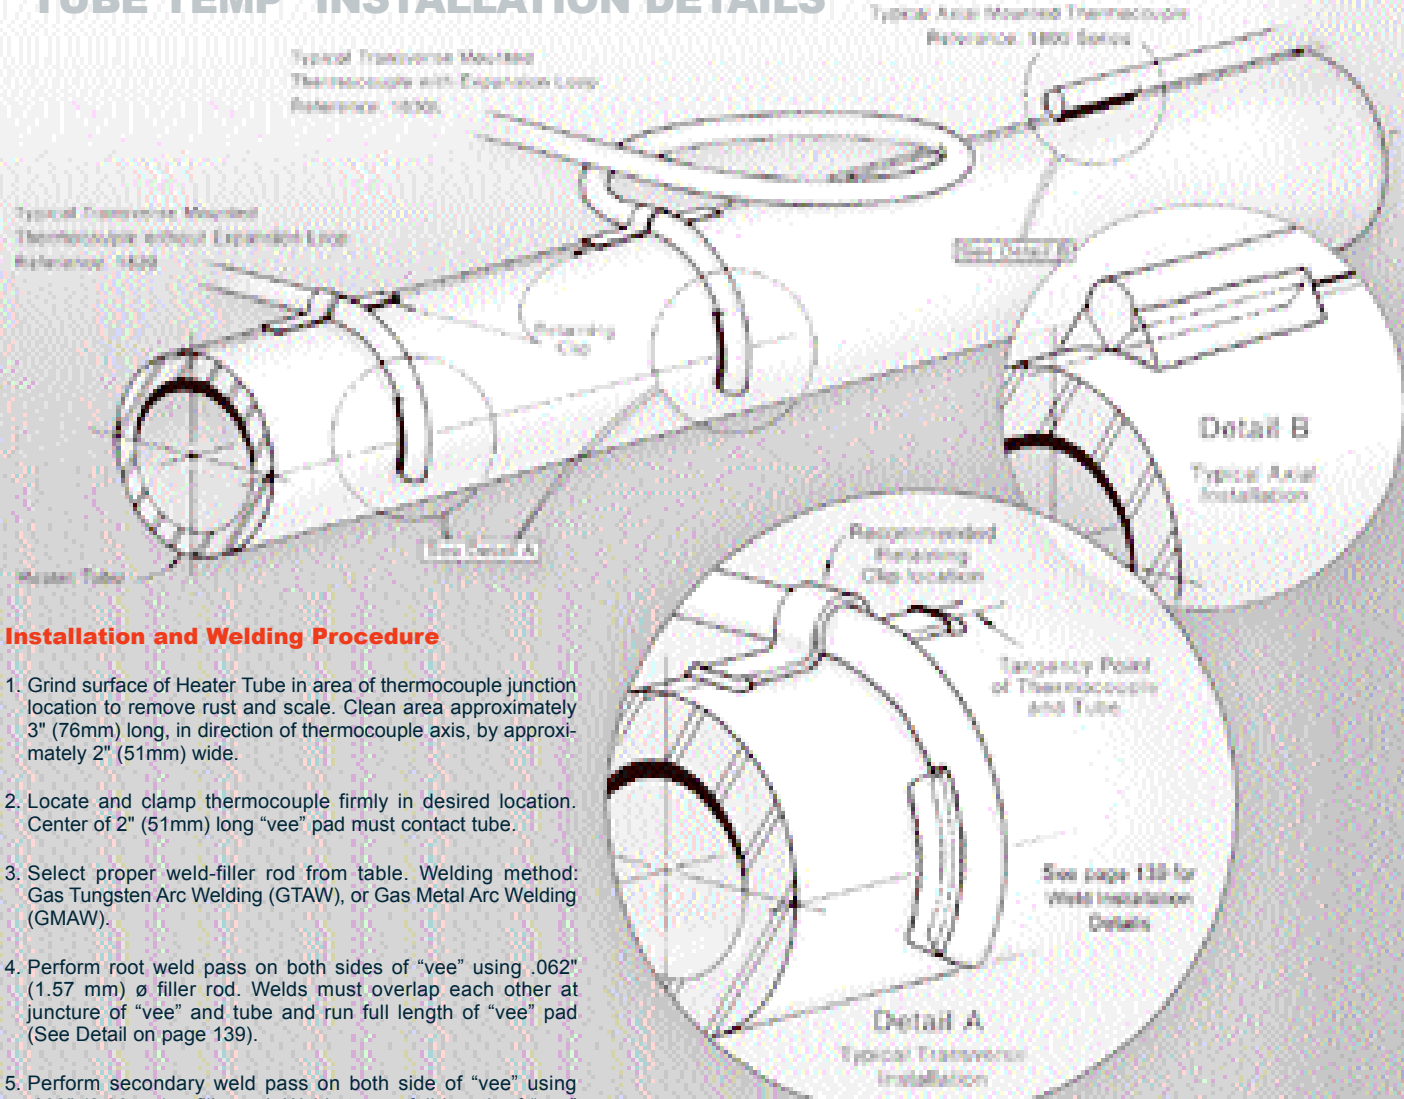 TUBE TEMP INSTALLATION DETAILS
Typical Axial Mounted Thermocouple
Reference: 1800 Series
Typical Transverse Mounted
Thermocouple with Expansion Loop
Reference:
Typical Transverse Mounted
Thermocouple without Expansion Loop
Reference:
See Detail B
Retaining
Clip
Detail B
Typical Axial
Installation
See Detail A
Heater Tube
Recommended
Retaining
Clip location
Tangency Point
of Thermocouple
and Tube
See page 139 for
Weld Installation
Details
Detail A
Typical Transverse
Installation
Installation and Welding Procedure
1. Grind surface of Heater Tube in area of thermocouple junction
location to remove rust and scale. Clean area approximately
3" (76mm) long, in direction of thermocouple axis, by approxi-
mately 2" (51mm) wide.
2. Locate and clamp thermocouple firmly in desired location.
Center of 2" (51mm) long “vee” pad must contact tube.
3. Select proper weld-filler rod from table. Welding method:
Gas Tungsten Arc Welding (GTAW), or Gas Metal Arc Welding
(GMAW).
4. Perform root weld pass on both sides of “vee” using .062"
(1.57 mm) ø filler rod. Welds must overlap each other at
juncture of “vee” and tube and run full length of “vee” pad
(See Detail on page 139).
5. Perform secondary weld pass on both side of “vee” using